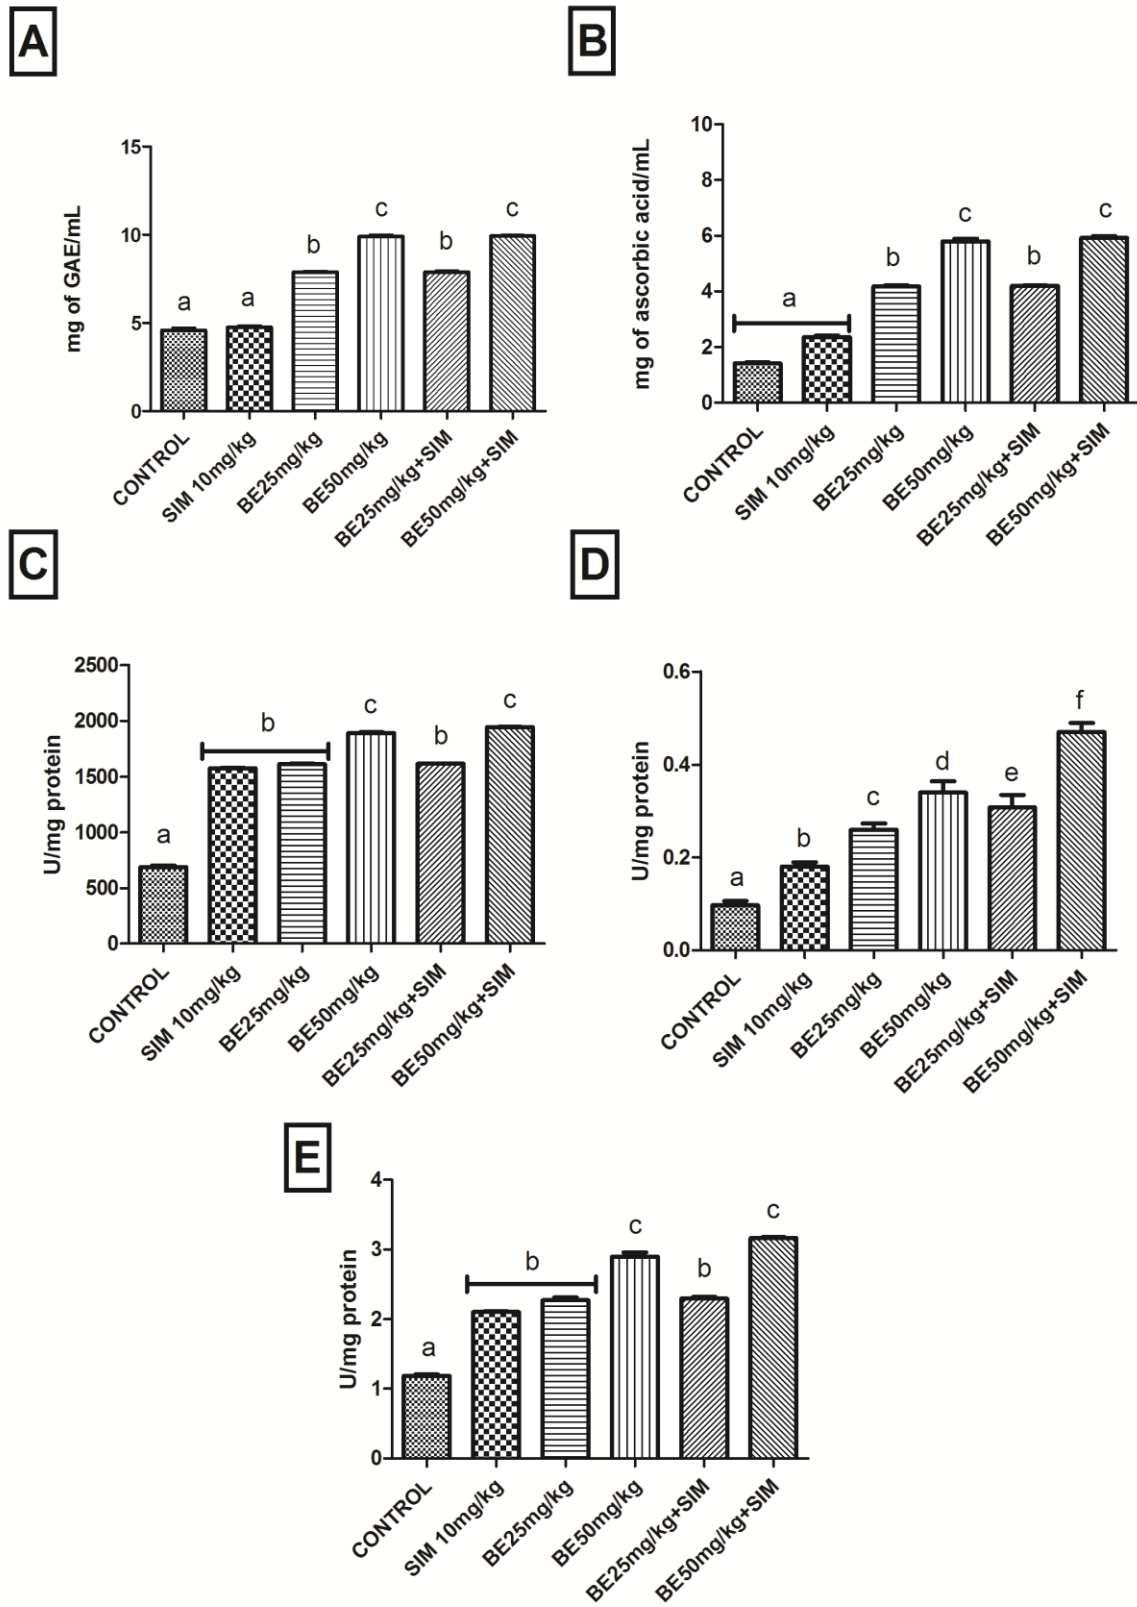 A
mg of GAE/mL
15
10
5
0
a
a
b
c
b
c
CONTROL
SIM 10mg/kg
BE25mg/kg
BE50mg/kg
BE25mg/kg+SIM
BE50mg/kg+SIM
B
mg of ascorbic acid/mL
10
8
6
4
2
0
a
b
c
b
c
CONTROL
SIM 10mg/kg
BE25mg/kg
BE50mg/kg
BE25mg/kg+SIM
BE50mg/kg+SIM
C
U/mg protein
2500
2000
1500
1000
500
0
a
b
c
b
c
CONTROL
SIM 10mg/kg
BE25mg/kg
BE50mg/kg
BE25mg/kg+SIM
BE50mg/kg+SIM
D
U/mg protein
0.6
0.4
0.2
0.0
a
b
c
d
e
f
CONTROL
SIM 10mg/kg
BE25mg/kg
BE50mg/kg
BE25mg/kg+SIM
BE50mg/kg+SIM
E
U/mg protein
4
3
2
1
0
a
b
c
b
c
CONTROL
SIM 10mg/kg
BE25mg/kg
BE50mg/kg
BE25mg/kg+SIM
BE50mg/kg+SIM